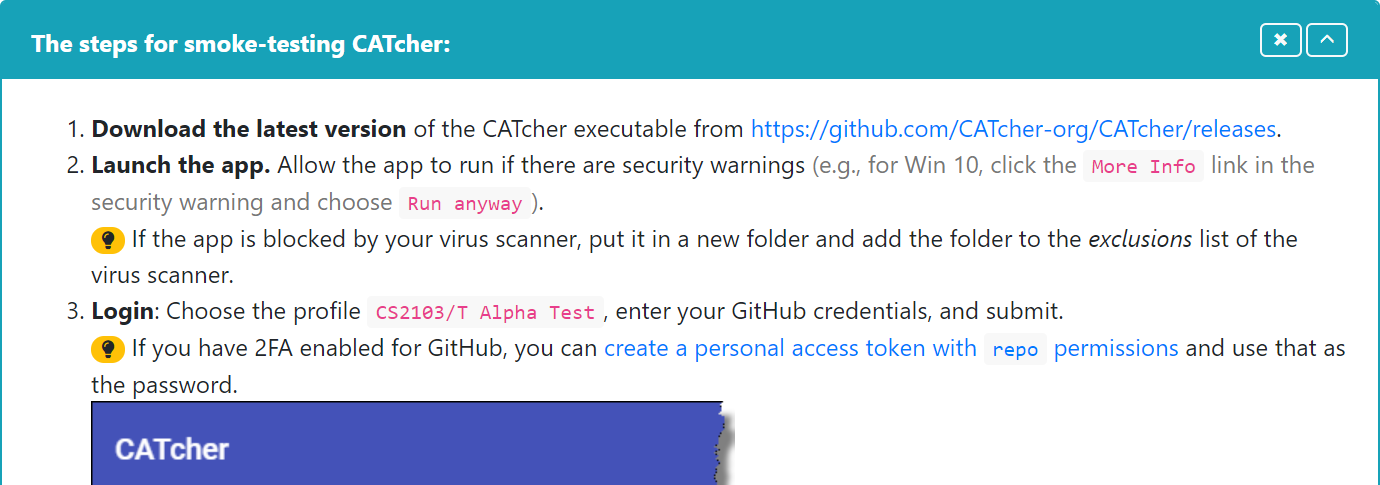 The steps for smoke-testing CATcher:
1. Download the latest version of the CATcher executable from https://github.com/CATcher-org/CATcher/releases.
2. Launch the app. Allow the app to run if there are security warnings (e.g., for Win 10, click the More Info link in the
security warning and choose Run anyway ).
If the app is blocked by your virus scanner, put it in a new folder and add the folder to the exclusions list of the
virus scanner.
3. Login: Choose the profile CS2103/T Alpha Test , enter your GitHub credentials, and submit.
If you have 2FA enabled for GitHub, you can create a personal access token with repo permissions and use that as
the password.
CATcher